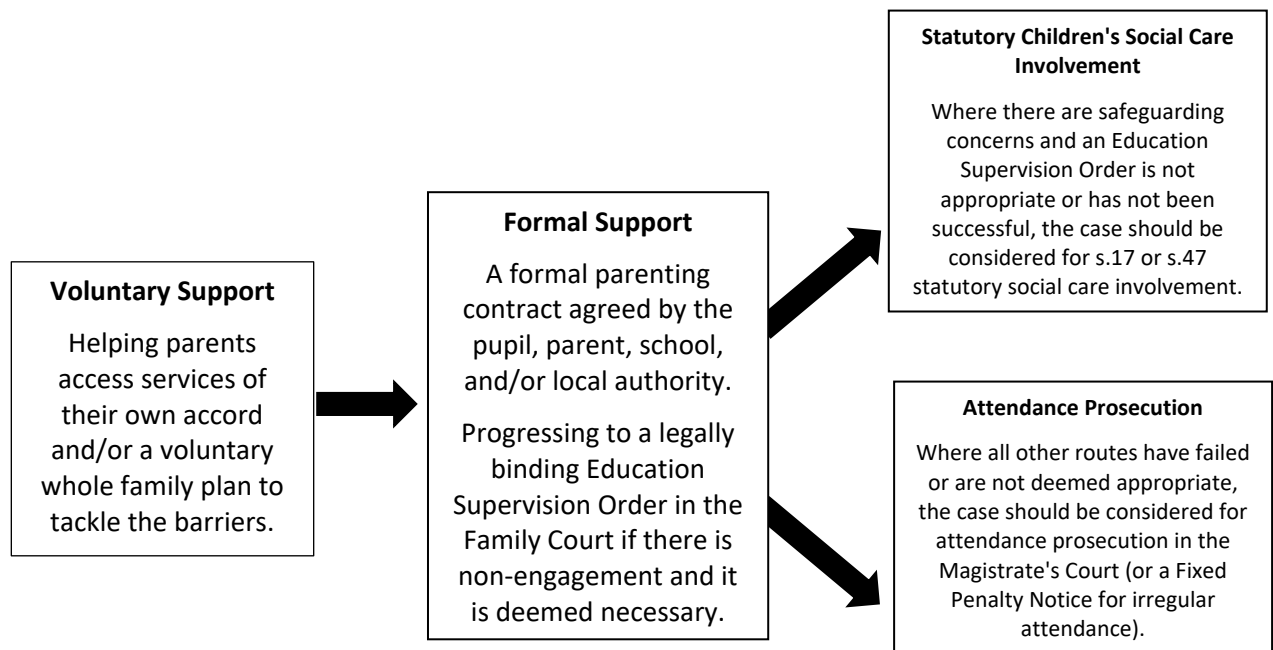 Voluntary Support
Helping parents
access services of
their own accord
and/or a voluntary
whole family plan to
tackle the barriers.
Formal Support
A formal parenting
contract agreed by the
pupil, parent, school,
and/or local authority.
Progressing to a legally
binding Education
Supervision Order in the
Family Court if there is
non-engagement and it
is deemed necessary.
Statutory Children's Social Care
Involvement
Where there are safeguarding
concerns and an Education
Supervision Order is not
appropriate or has not been
successful, the case should be
considered for s.17 or s.47
statutory social care involvement.
Attendance Prosecution
Where all other routes have failed
or are not deemed appropriate,
the case should be considered for
attendance prosecution in the
Magistrate's Court (or a Fixed
Penalty Notice for irregular
attendance).